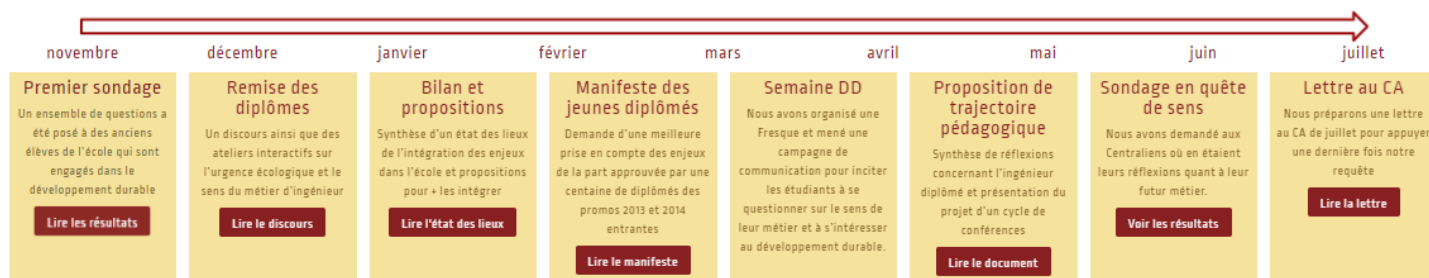 novembre
décembre
janvier
février
mars
avril
mai
juin
juillet
Premier sondage
Un ensemble de questions a
été posé à des anciens
élèves de l'école qui sont
engagés dans le
développement durable
Lire les résultats
Remise des
diplômes
Un discours ainsi que des
ateliers interactifs sur
l'urgence écologique et le
sens du métier d'ingénieur
Lire le discours
Bilan et
propositions
Synthèse d'un état des lieux
de l'intégration des enjeux
dans l'école et propositions
pour + les intégrer
Lire l'état des lieux
Manifeste des
jeunes diplômés
Demande d'une meilleure
prise en compte des enjeux
de la part approuvée par une
centaine de diplômés des
promos 2013 et 2014
entrantes
Lire le manifeste
Semaine DD
Nous avons organisé une
Fresque et mené une
campagne de
communication pour inciter
les étudiants à se
questionner sur le sens de
leur métier et à s'intéresser
au développement durable.
Proposition de
trajectoire
pédagogique
Synthèse de réflexions
concernant l'ingénieur
diplômé et présentation du
projet d'un cycle de
conférences
Lire le document
Sondage en quête
de sens
Nous avons demandé aux
Centraliens où en étaient
leurs réflexions quant à leur
futur métier.
Voir les résultats
Lettre au CA
Nous préparons une lettre
au CA de juillet pour appuyer
une dernière fois notre
requête
Lire la lettre